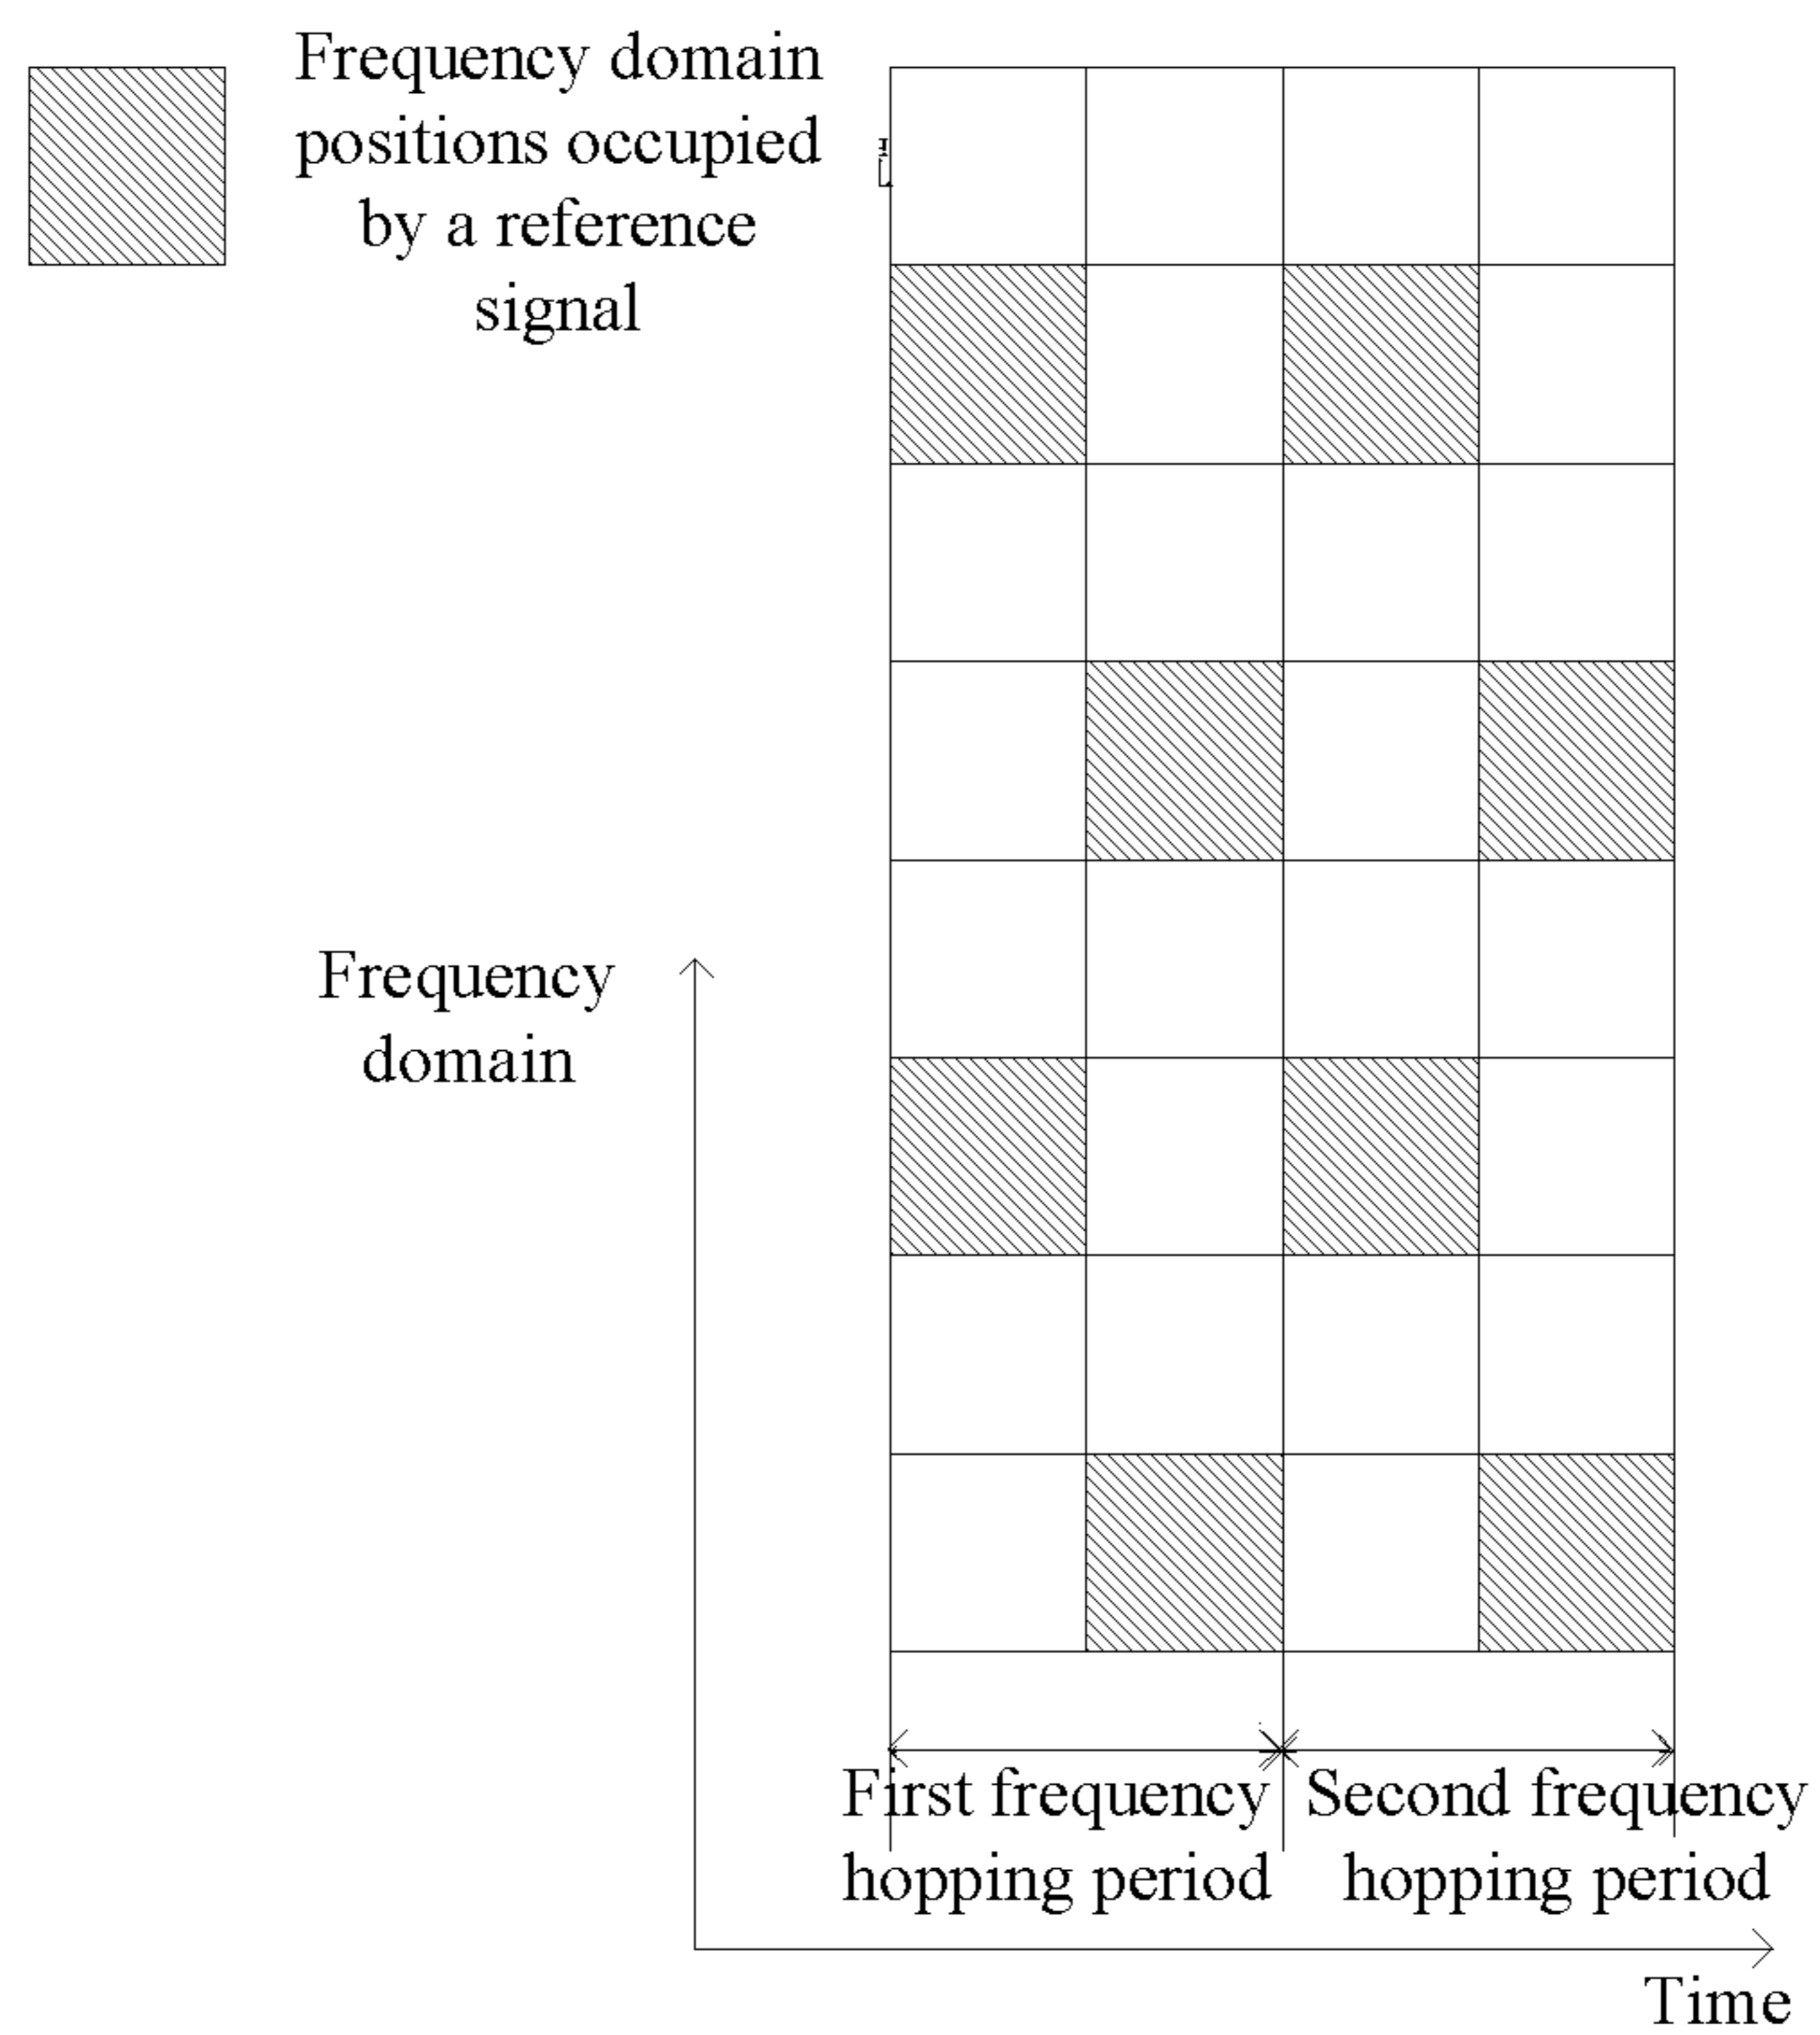 Frequency domain
positions occupied
by a reference
signal
Frequency
domain
First frequency
hopping period
Second frequency
hopping period
Time